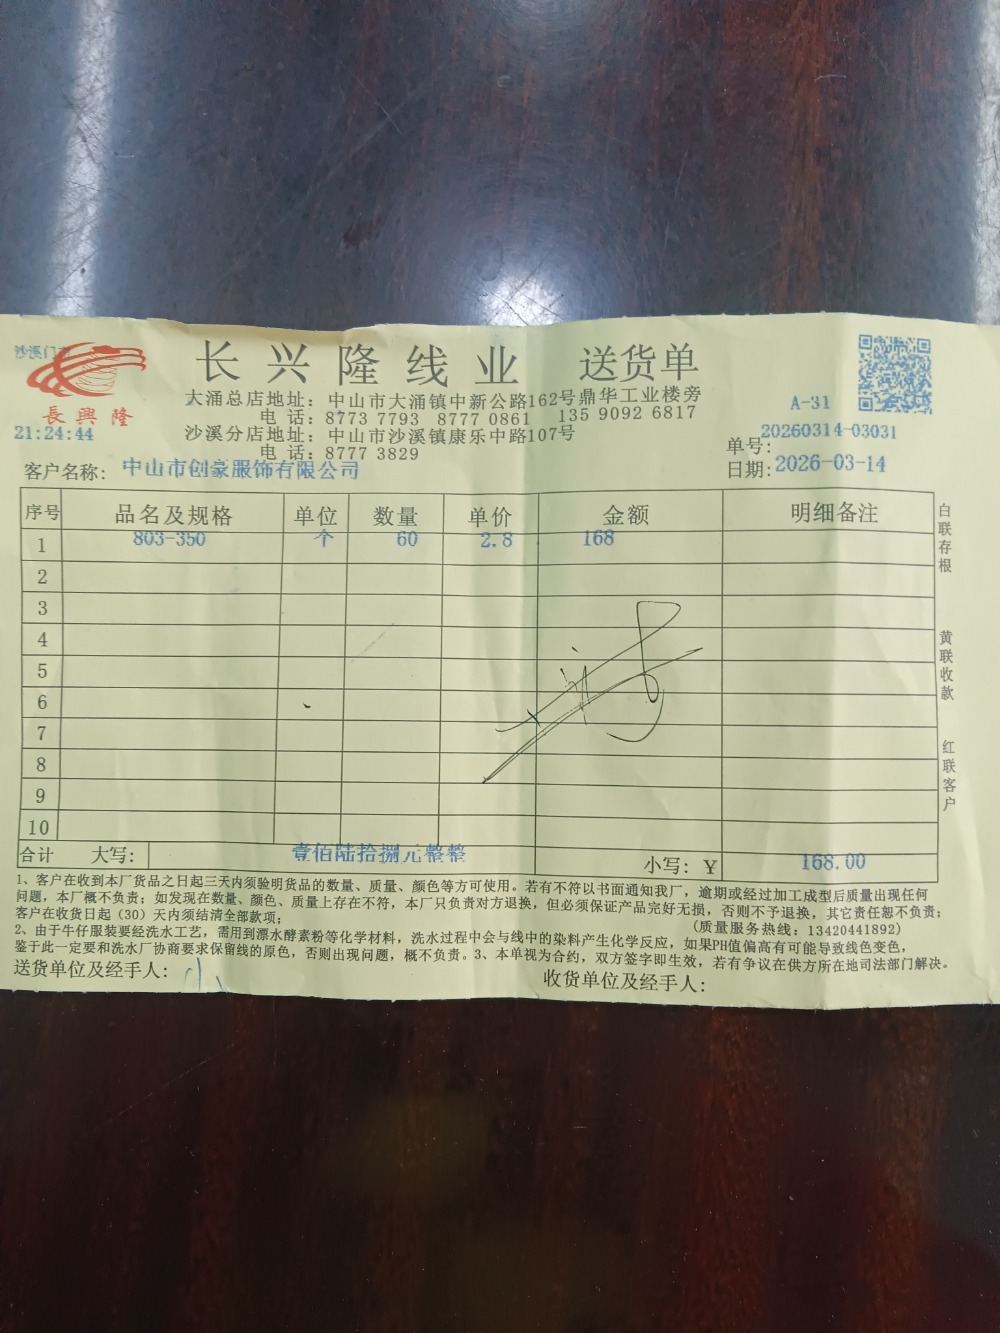 沙溪门市
長興隆
21:24:44
长兴隆线业 送货单
大涌总店地址：中山市大涌镇中新公路162号鼎华工业楼旁
电 话：8773 7793 8777 0861 135 9092 6817
沙溪分店地址：中山市沙溪镇康乐中路107号
电 话：8777 3829
A-31
单号：20260314-03031
日期：2026-03-14
客户名称：中山市创豪服饰有限公司
序号 品名及规格 单位 数量 单价 金额 明细备注
1 803-350 个 60 2.8 168
2
3
4
5
6
7
8
9
10
合计 大写：壹佰陆拾捌元整整 小写：¥ 168.00
白联存根
黄联收款
红联客户
1、客户在收到本厂货品之日起三天内须验明货品的数量、质量、颜色等方可使用。若有不符以书面通知我厂，逾期或经过加工成型后质量出现任何
问题，本厂概不负责；如发现在数量、颜色、质量上存在不符，本厂只负责对方退换，但必须保证产品完好无损，否则不予退换，其它责任恕不负责；
客户在收货日起（30）天内须结清全部款项； (质量服务热线：13420441892)
2、由于牛仔服装要经洗水工艺，需用到漂水酵素粉等化学材料，洗水过程中会与线中的染料产生化学反应，如果PH值偏高有可能导致线色变色，
鉴于此一定要和洗水厂协商要求保留线的原色，否则出现问题，概不负责。3、本单视为合约，双方签字即生效，若有争议在供方所在地司法部门解决。
送货单位及经手人： 收货单位及经手人：